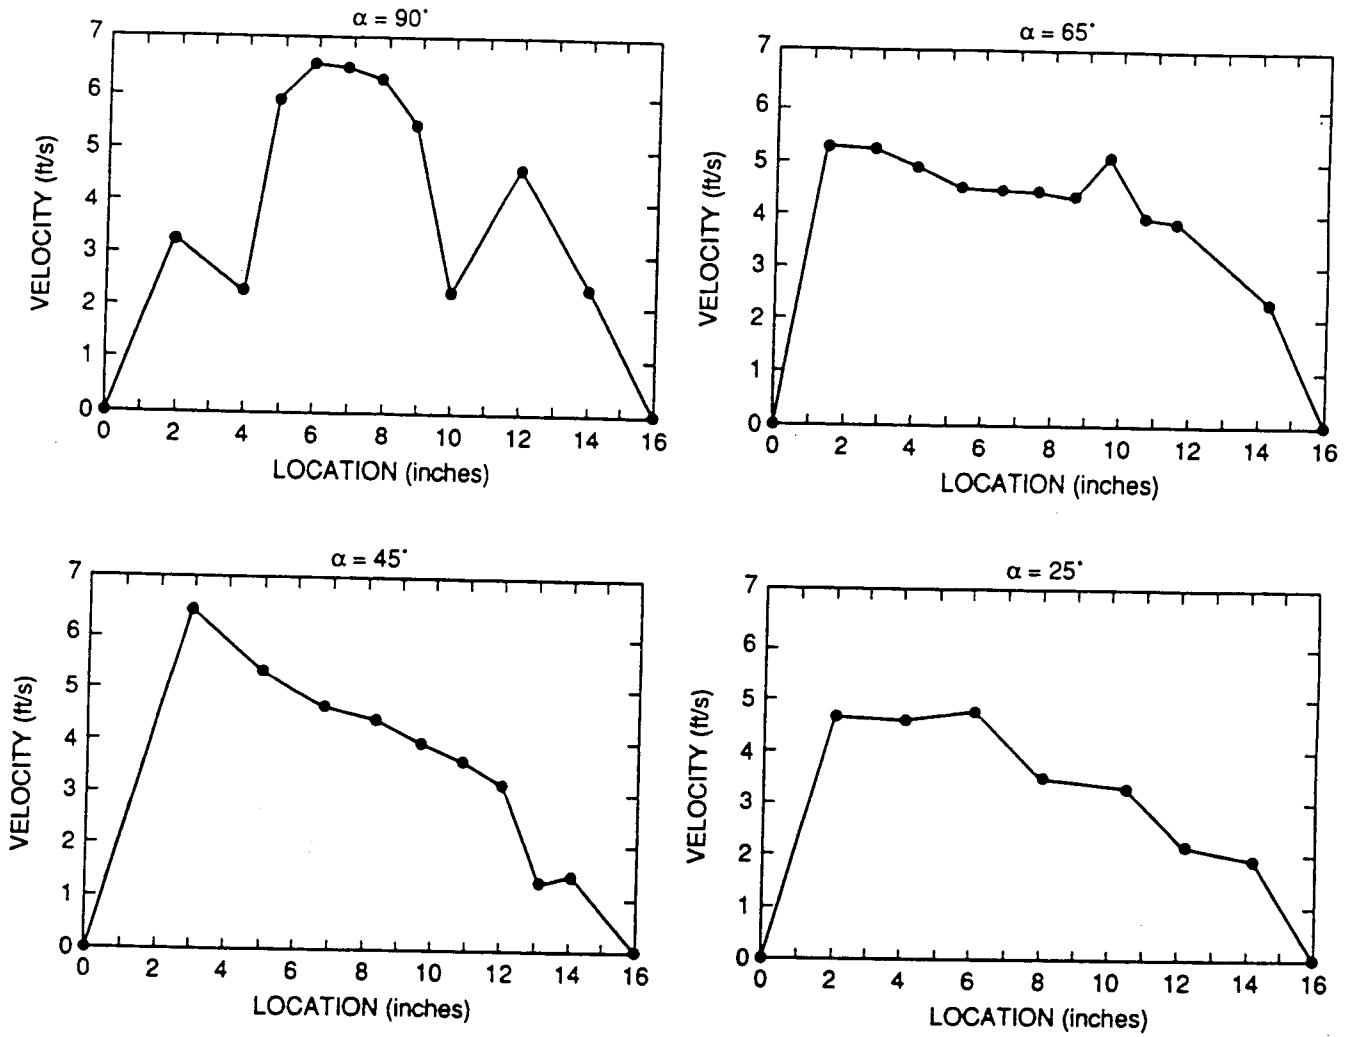 α = 90°
7
6
5
4
3
2
1
0
VELOCITY (ft/s)
0 2 4 6 8 10 12 14 16
LOCATION (inches)
α = 65°
7
6
5
4
3
2
1
0
VELOCITY (ft/s)
0 2 4 6 8 10 12 14 16
LOCATION (inches)
α = 45°
7
6
5
4
3
2
1
0
VELOCITY (ft/s)
0 2 4 6 8 10 12 14 16
LOCATION (inches)
α = 25°
7
6
5
4
3
2
1
0
VELOCITY (ft/s)
0 2 4 6 8 10 12 14 16
LOCATION (inches)